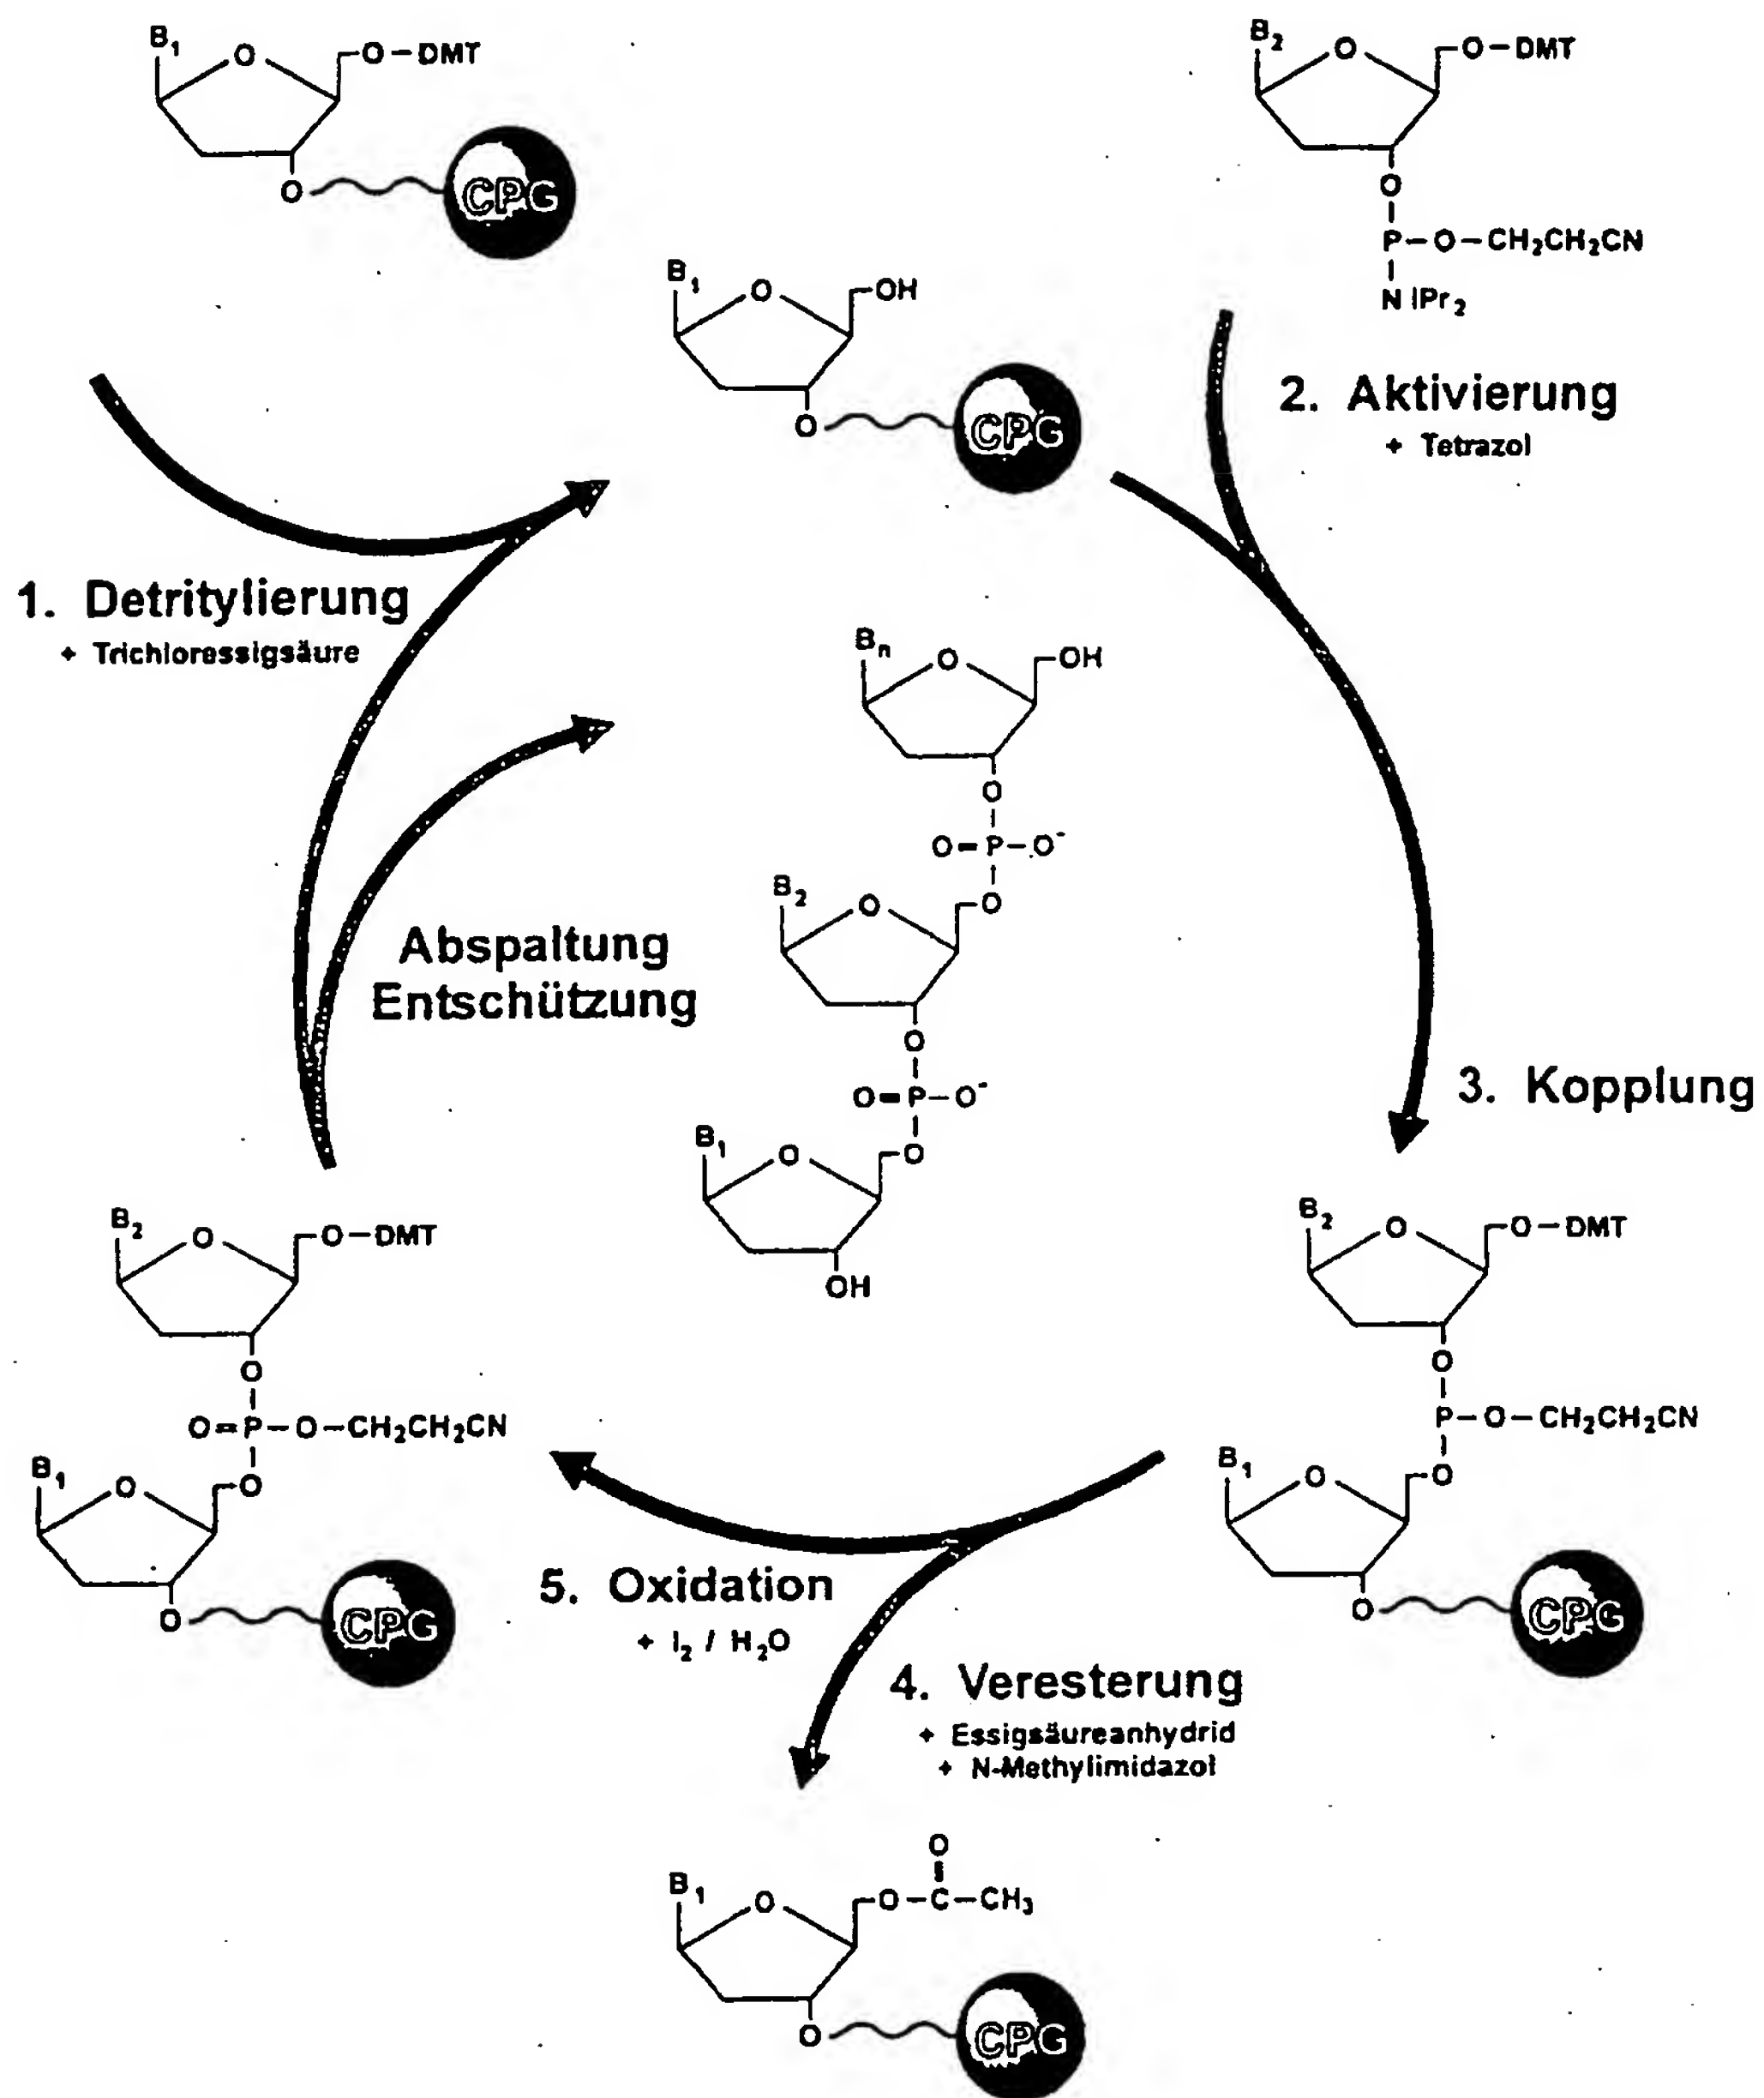 B1
O
O–DMT
O
CPG
B2
O
O–DMT
O
P–O–CH2CH2CN
N iPr2
B1
O
OH
O
CPG
2. Aktivierung
+ Tetrazol
1. Detritylierung
+ Trichloressigsäure
Bn
O
OH
O
O=P–O-
O
B2
O
Abspaltung
Entschützung
O
O=P–O-
O
B1
O
OH
3. Kopplung
B2
O
O–DMT
O
O=P–O–CH2CH2CN
O
B1
O
O
CPG
B2
O
O–DMT
O
P–O–CH2CH2CN
O
B1
O
O
CPG
5. Oxidation
+ I2 / H2O
4. Veresterung
+ Essigsäureanhydrid
+ N-Methylimidazol
O
B1
O
O–C–CH3
O
CPG